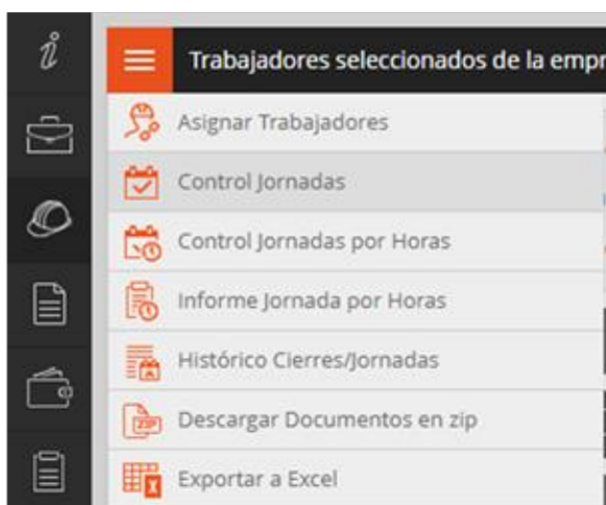 Trabajadores seleccionados de la empr
Asignar Trabajadores
Control Jornadas
Control Jornadas por Horas
Informe Jornada por Horas
Histórico Cierres/Jornadas
ZIP
Descargar Documentos en zip
X
Exportar a Excel